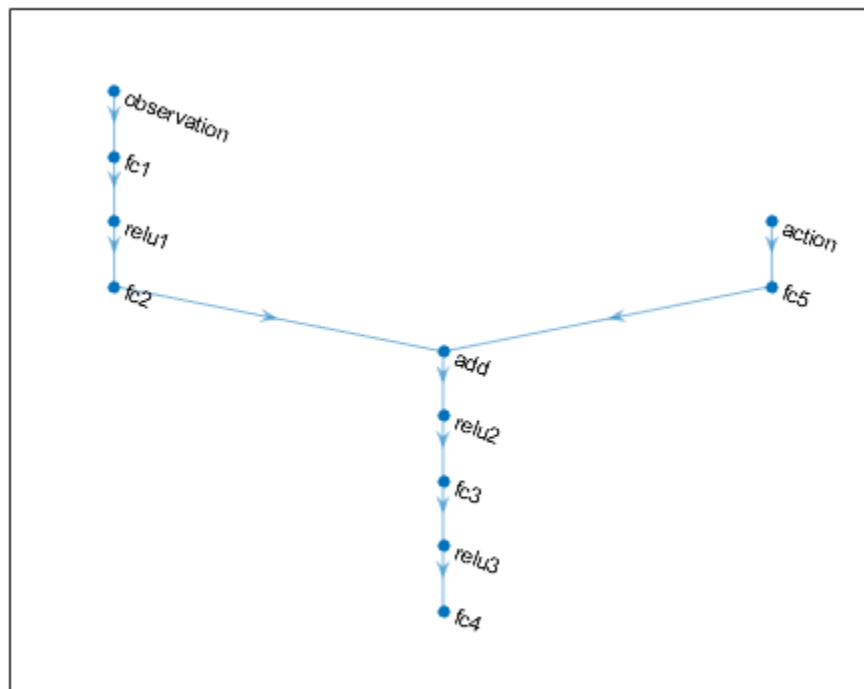 observation
fc1
relu1
fc2
action
fc5
add
relu2
fc3
relu3
fc4